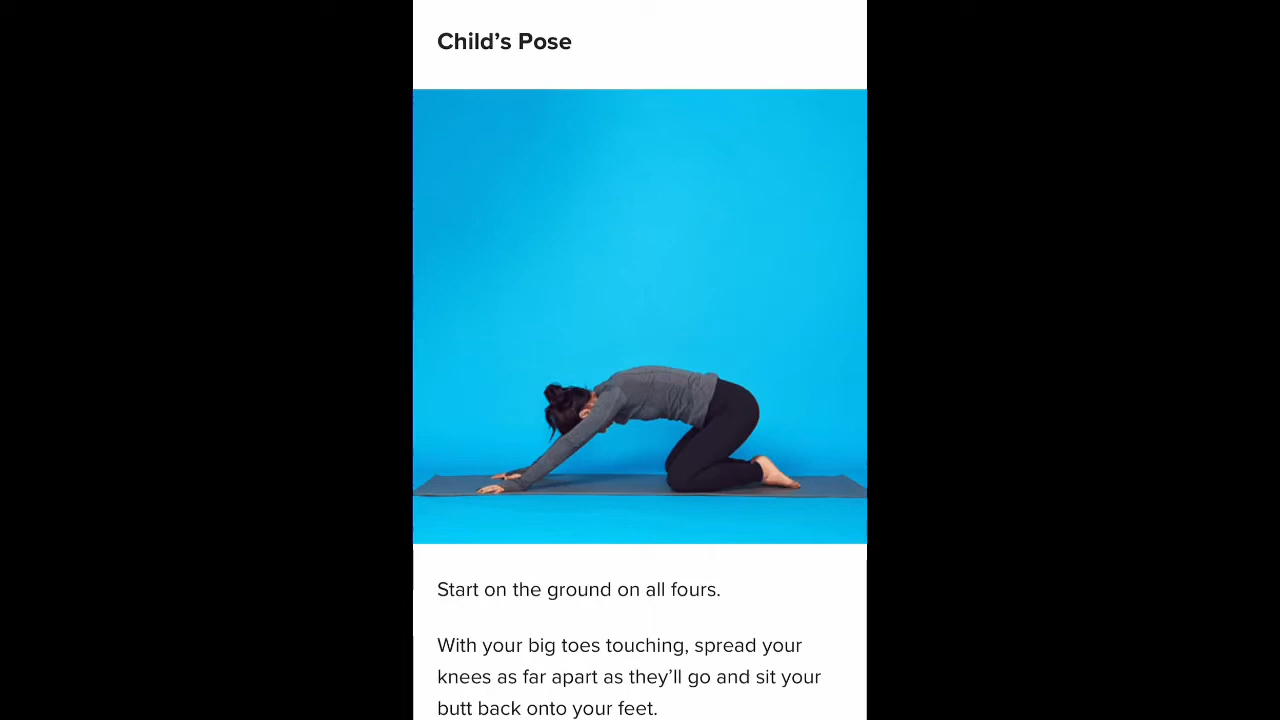 Child’s Pose
Start on the ground on all fours.
With your big toes touching, spread your
knees as far apart as they’ll go and sit your
butt back onto your feet.